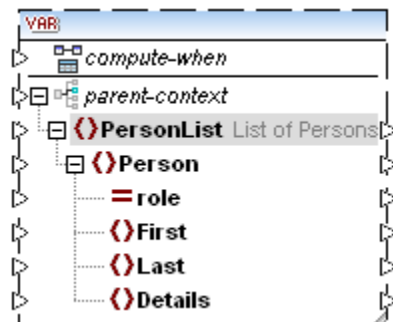 VAR
compute-when
parent-context
PersonList List of Persons
Person
role
First
Last
Details